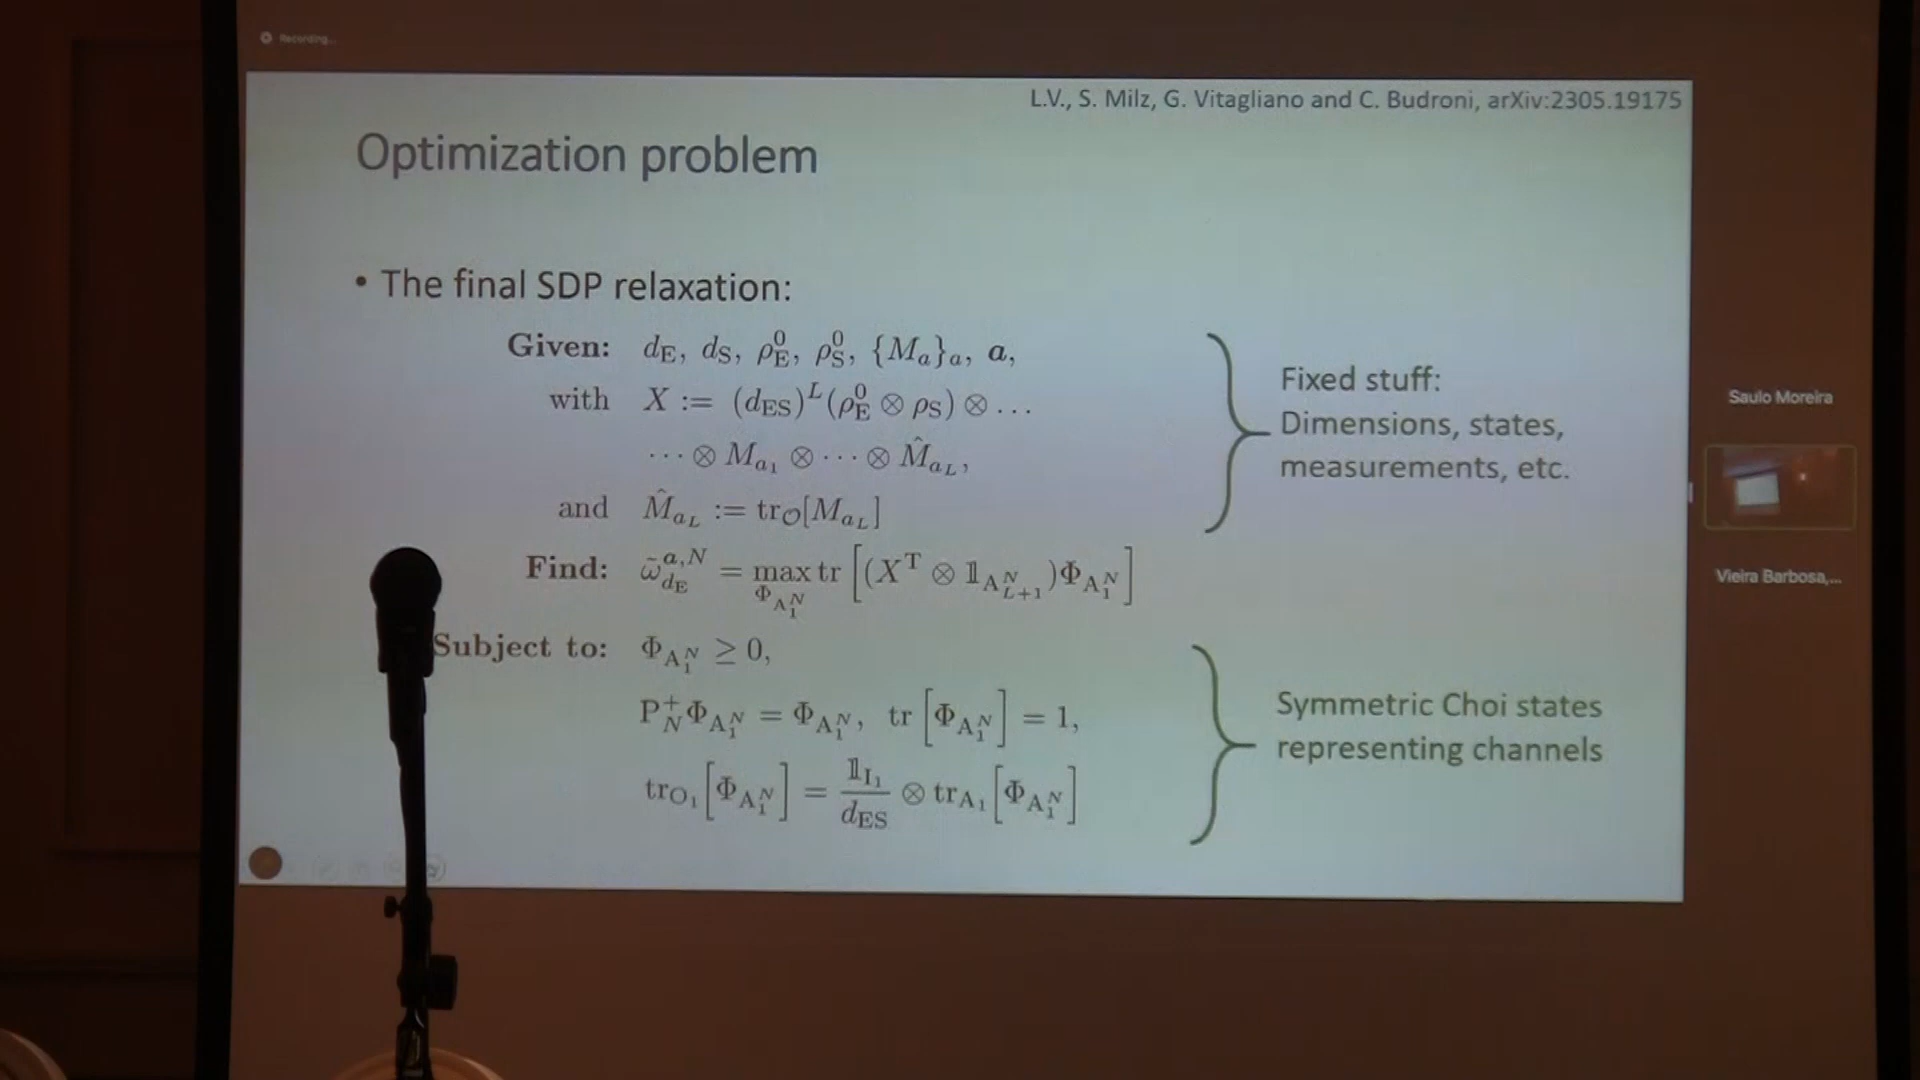 Recording...
L.V., S. Milz, G. Vitagliano and C. Budroni, arXiv:2305.19175
Optimization problem
• The final SDP relaxation:
Given: d_E, d_S, ρ_E^0, ρ_S^0, {M_a}_a, a,
with X := (d_ES)^L (ρ_E^0 ⊗ ρ_S) ⊗ ...
··· ⊗ M_{a_1} ⊗ ··· ⊗ M̂_{a_L},
and M̂_{a_L} := tr_O[M_{a_L}]
Fixed stuff:
Dimensions, states,
measurements, etc.
Find: ω̃_{d_E}^{a,N} = max_{Φ_{A_1^N}} tr [(X^T ⊗ 𝟙_{A_{L+1}^N}) Φ_{A_1^N}]
Subject to: Φ_{A_1^N} ≥ 0,
P_N^+ Φ_{A_1^N} = Φ_{A_1^N}, tr [Φ_{A_1^N}] = 1,
tr_{O_1} [Φ_{A_1^N}] = 𝟙_{I_1}/d_ES ⊗ tr_{A_1} [Φ_{A_1^N}]
Symmetric Choi states
representing channels
Saulo Moreira
Vieira Barbosa,...